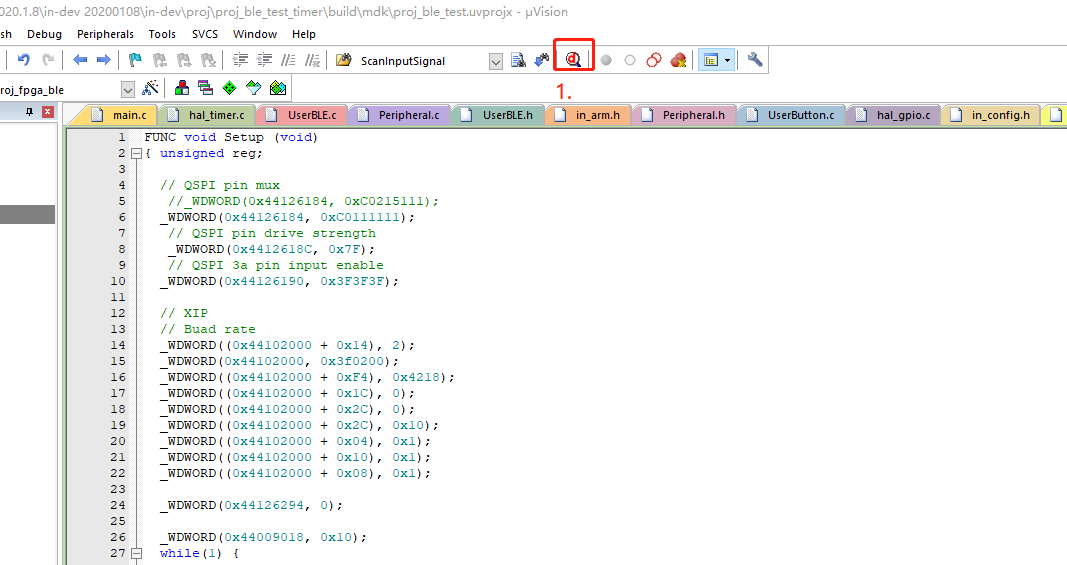 020.1.8\in-dev 20200108\in-dev\proj\proj_ble_test_timer\build\mdk\proj_ble_test.uvprojx - µVision
sh Debug Peripherals Tools SVCS Window Help
ScanInputSignal
roj_fpga_ble
1.
main.c hal_timer.c UserBLE.c Peripheral.c UserBLE.h in_arm.h Peripheral.h UserButton.c hal_gpio.c in_config.h
1 FUNC void Setup (void)
2 { unsigned reg;
3
4 // QSPI pin mux
5 //_WDWORD(0x44126184, 0xC0215111);
6 _WDWORD(0x44126184, 0xC0111111);
7 // QSPI pin drive strength
8 _WDWORD(0x4412618C, 0x7F);
9 // QSPI 3a pin input enable
10 _WDWORD(0x44126190, 0x3F3F3F);
11
12 // XIP
13 // Buad rate
14 _WDWORD((0x44102000 + 0x14), 2);
15 _WDWORD(0x44102000, 0x3f0200);
16 _WDWORD((0x44102000 + 0xF4), 0x4218);
17 _WDWORD((0x44102000 + 0x1C), 0);
18 _WDWORD((0x44102000 + 0x2C), 0);
19 _WDWORD((0x44102000 + 0x2C), 0x10);
20 _WDWORD((0x44102000 + 0x04), 0x1);
21 _WDWORD((0x44102000 + 0x10), 0x1);
22 _WDWORD((0x44102000 + 0x08), 0x1);
23
24 _WDWORD(0x44126294, 0);
25
26 _WDWORD(0x44009018, 0x10);
27 while(1) {